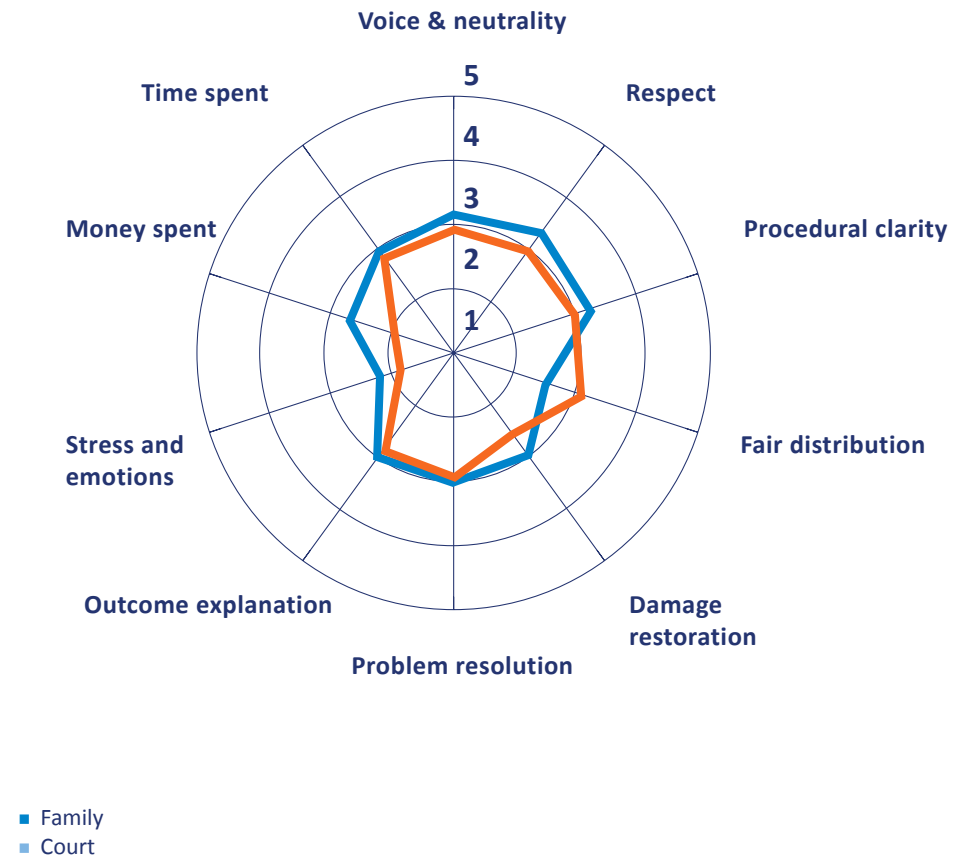 Voice & neutrality
5
Time spent
Respect
4
3
Money spent
Procedural clarity
2
1
Stress and
emotions
Fair distribution
Outcome explanation
Damage
restoration
Problem resolution
Family
Court